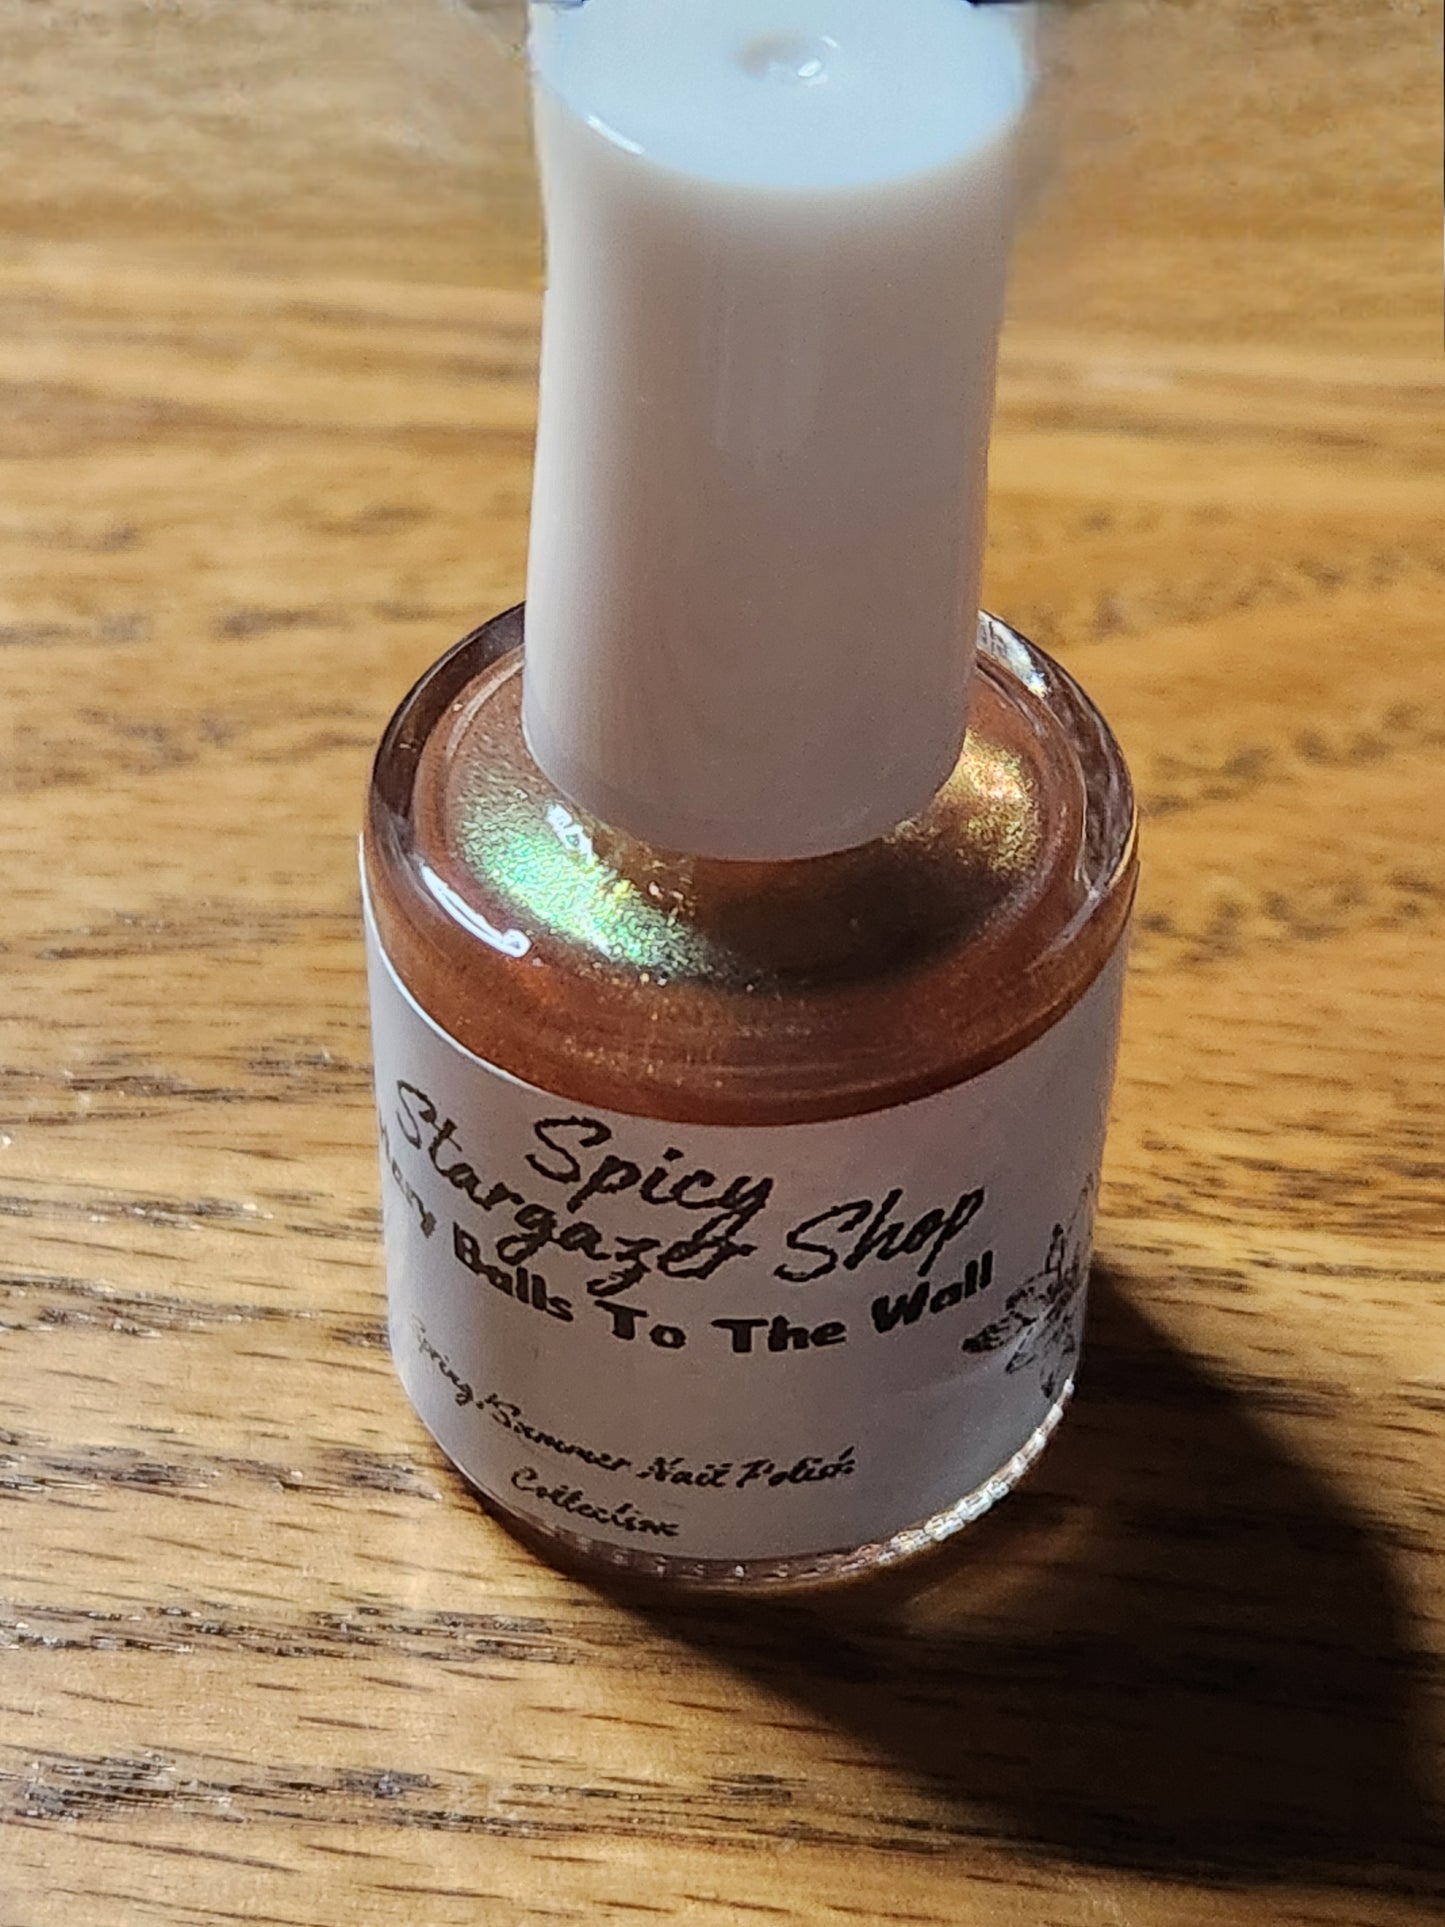 Spicy
Stargazer Shop
Balls To The Wall
Spring/Summer Nail Polish
Collection